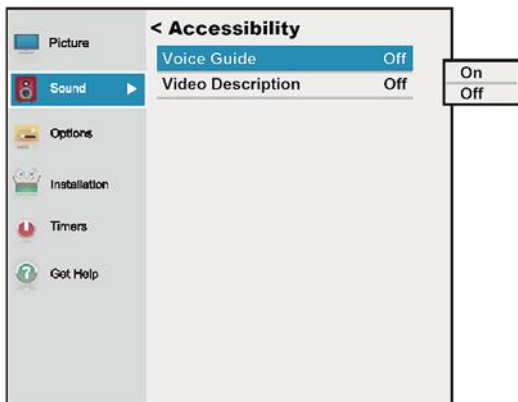 Picture
Sound
Options
Installation
Timers
Get Help
< Accessibility
Voice Guide Off
Video Description Off
On
Off